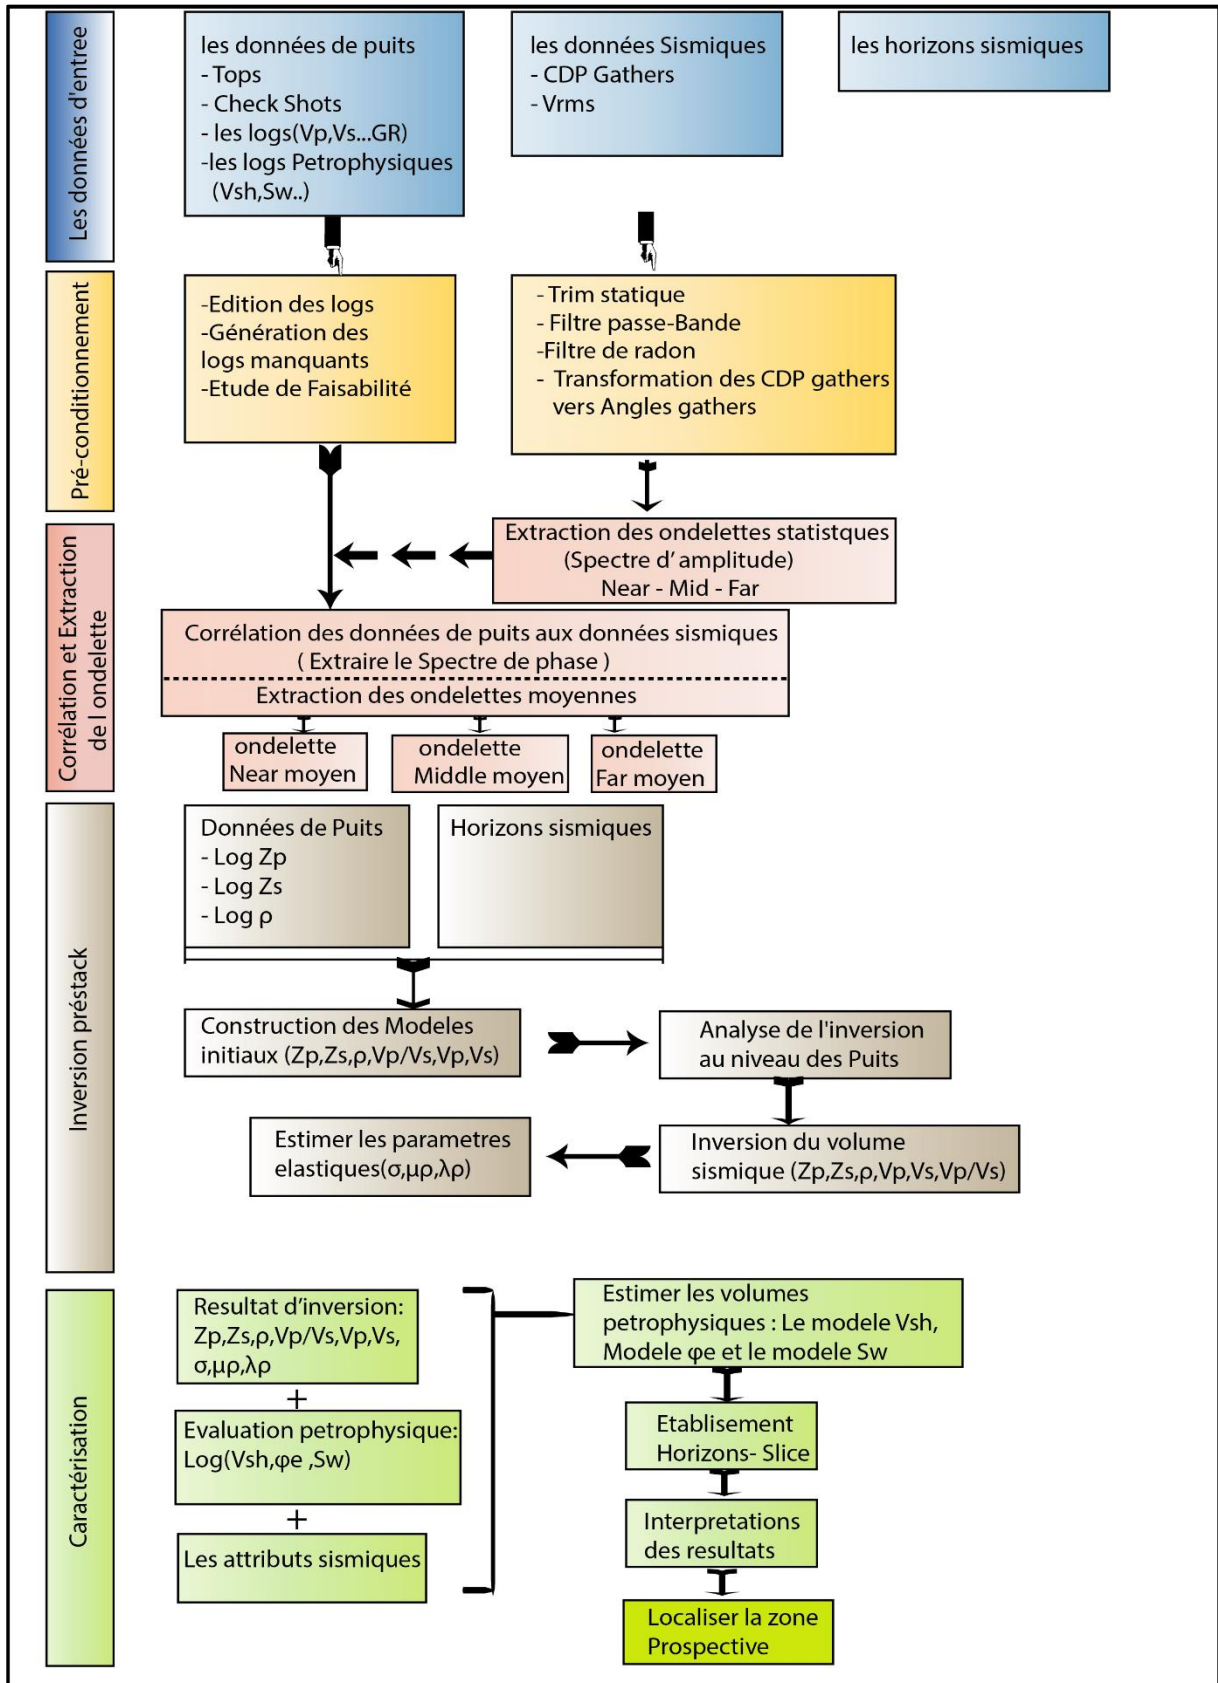 Les données d'entree
les données de puits
- Tops
- Check Shots
- les logs(Vp,Vs...GR)
-les logs Petrophysiques
(Vsh,Sw..)
les données Sismiques
- CDP Gathers
- Vrms
les horizons sismiques
Pré-conditionnement
-Edition des logs
-Génération des
logs manquants
-Etude de Faisabilité
- Trim statique
- Filtre passe-Bande
-Filtre de radon
- Transformation des CDP gathers
vers Angles gathers
Corrélation et Extraction
de l ondelette
Extraction des ondelettes statistques
(Spectre d' amplitude)
Near - Mid - Far
Corrélation des données de puits aux données sismiques
( Extraire le Spectre de phase )
Extraction des ondelettes moyennes
ondelette
Near moyen
ondelette
Middle moyen
ondelette
Far moyen
Inversion préstack
Données de Puits
- Log Zp
- Log Zs
- Log ρ
Horizons sismiques
Construction des Modeles
initiaux (Zp,Zs,ρ,Vp/Vs,Vp,Vs)
Analyse de l'inversion
au niveau des Puits
Estimer les parametres
elastiques(σ,μρ,λρ)
Inversion du volume
sismique (Zp,Zs,ρ,Vp,Vs,Vp/Vs)
Caractérisation
Resultat d'inversion:
Zp,Zs,ρ,Vp/Vs,Vp,Vs,
σ,μρ,λρ
+
Evaluation petrophysique:
Log(Vsh,φe ,Sw)
+
Les attributs sismiques
Estimer les volumes
petrophysiques : Le modele Vsh,
Modele φe et le modele Sw
Etablisement
Horizons- Slice
Interpretations
des resultats
Localiser la zone
Prospective